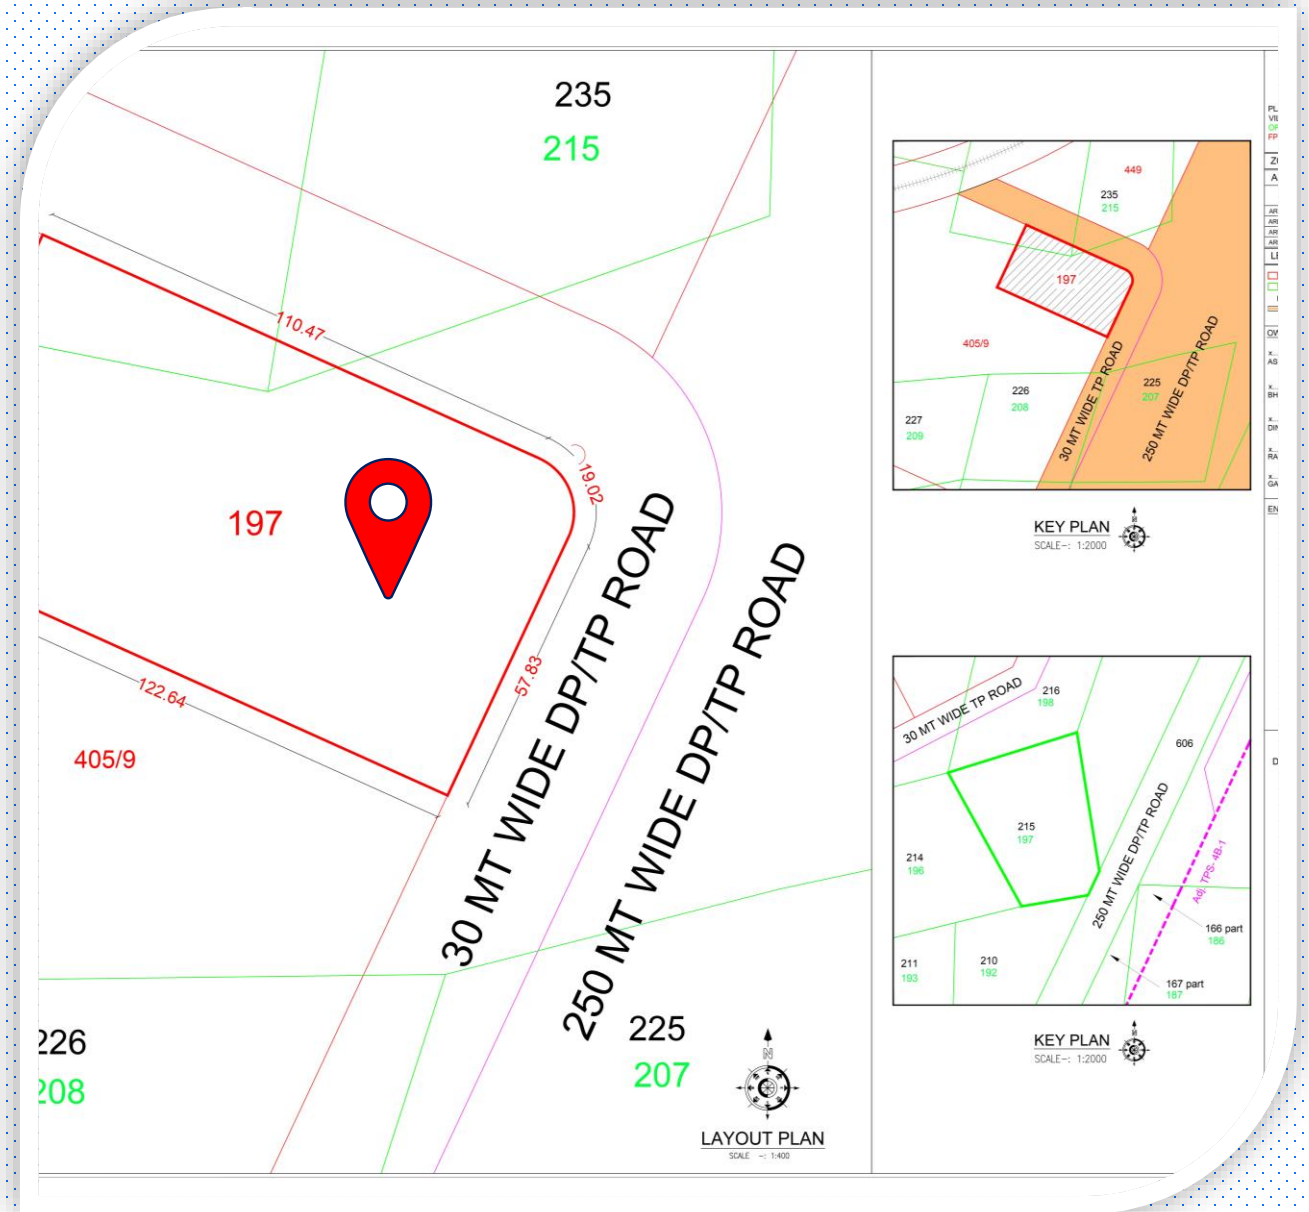 235
215
110.47
19.02
197
57.83
122.64
405/9
30 MT WIDE DP/TP ROAD
250 MT WIDE DP/TP ROAD
226
208
225
207
N
LAYOUT PLAN
SCALE -: 1:400
449
235
215
197
405/9
226
208
225
207
227
209
30 MT WIDE TP ROAD
250 MT WIDE DP/TP ROAD
N
KEY PLAN
SCALE-: 1:2000
30 MT WIDE TP ROAD
216
198
606
215
197
214
196
250 MT WIDE DP/TP ROAD
Adj. TPS- 4B-1
166 part
186
211
193
210
192
167 part
187
N
KEY PLAN
SCALE-: 1:2000